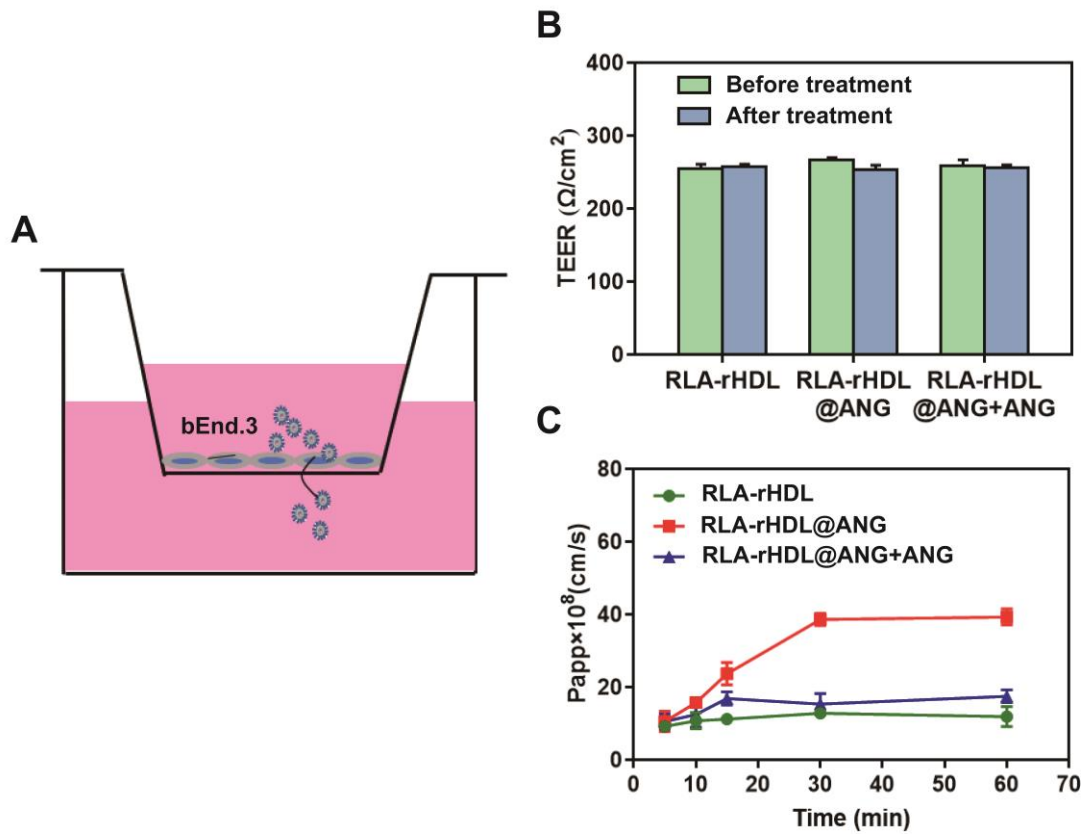 A
bEnd.3
B
TEER (Ω/cm²)
400
300
200
100
0
Before treatment
After treatment
RLA-rHDL
RLA-rHDL
@ANG
RLA-rHDL
@ANG+ANG
C
Papp×10⁸(cm/s)
80
60
40
20
0
RLA-rHDL
RLA-rHDL@ANG
RLA-rHDL@ANG+ANG
0 10 20 30 40 50 60 70
Time (min)